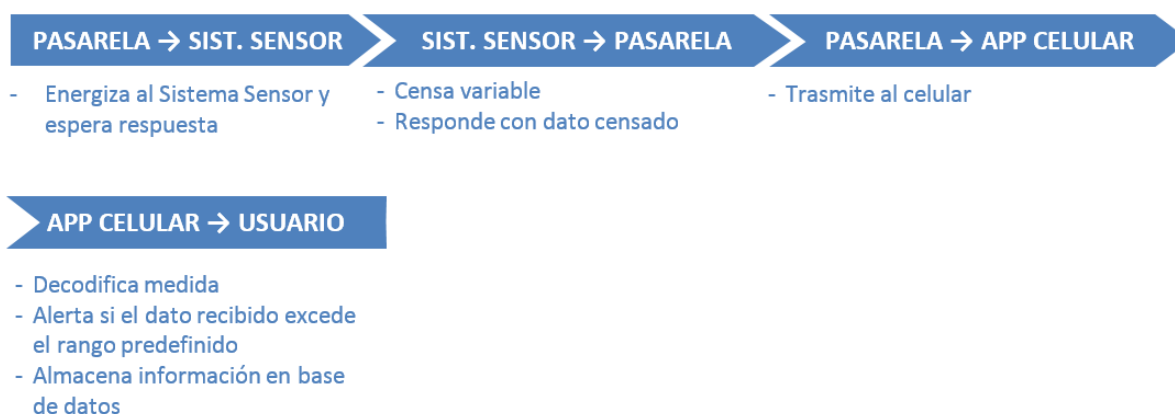 PASARELA → SIST. SENSOR
- Energiza al Sistema Sensor y
espera respuesta
SIST. SENSOR → PASARELA
- Censa variable
- Responde con dato censado
PASARELA → APP CELULAR
- Trasmite al celular
APP CELULAR → USUARIO
- Decodifica medida
- Alerta si el dato recibido excede
el rango predefinido
- Almacena información en base
de datos